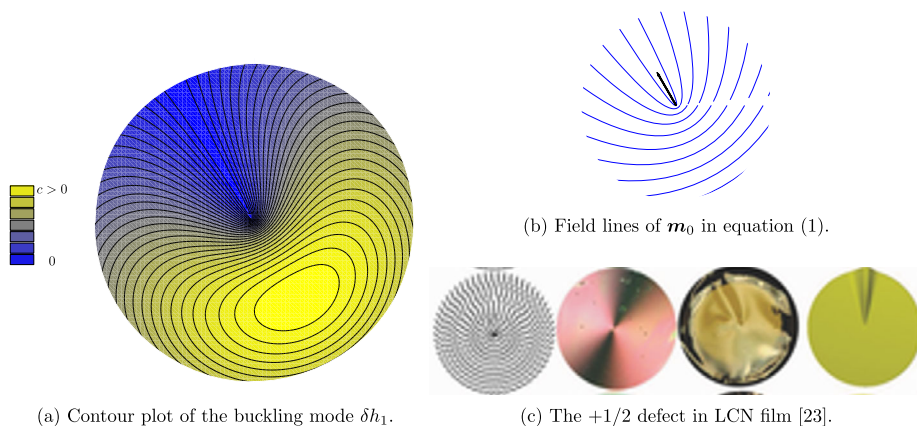 c > 0
0
(a) Contour plot of the buckling mode δh₁.
(b) Field lines of m₀ in equation (1).
(c) The +1/2 defect in LCN film [23].